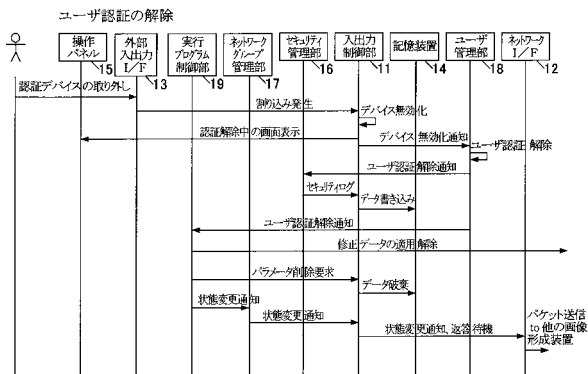 ユーザ認証の解除
操作
パネル
15
外部
入出力
I／F
13
実行
プログラム
制御部
19
ネットワーク
グループ
管理部
17
セキュリティ
管理部
16
入出力
制御部
11
記憶装置
14
ユーザ
管理部
18
ネットワーク
I／F
12
認証デバイスの取り外し
割り込み発生
デバイス無効化
認証解除中の画面表示
デバイス無効化通知
ユーザ認証 解除
ユーザ認証解除通知
セキュリティログ
データ書き込み
ユーザ認証解除通知
修正データの適用解除
パラメータ削除要求
データ破棄
状態変更通知
状態変更通知
状態変更通知、返答待機
パケット送信
to 他の画像
形成装置